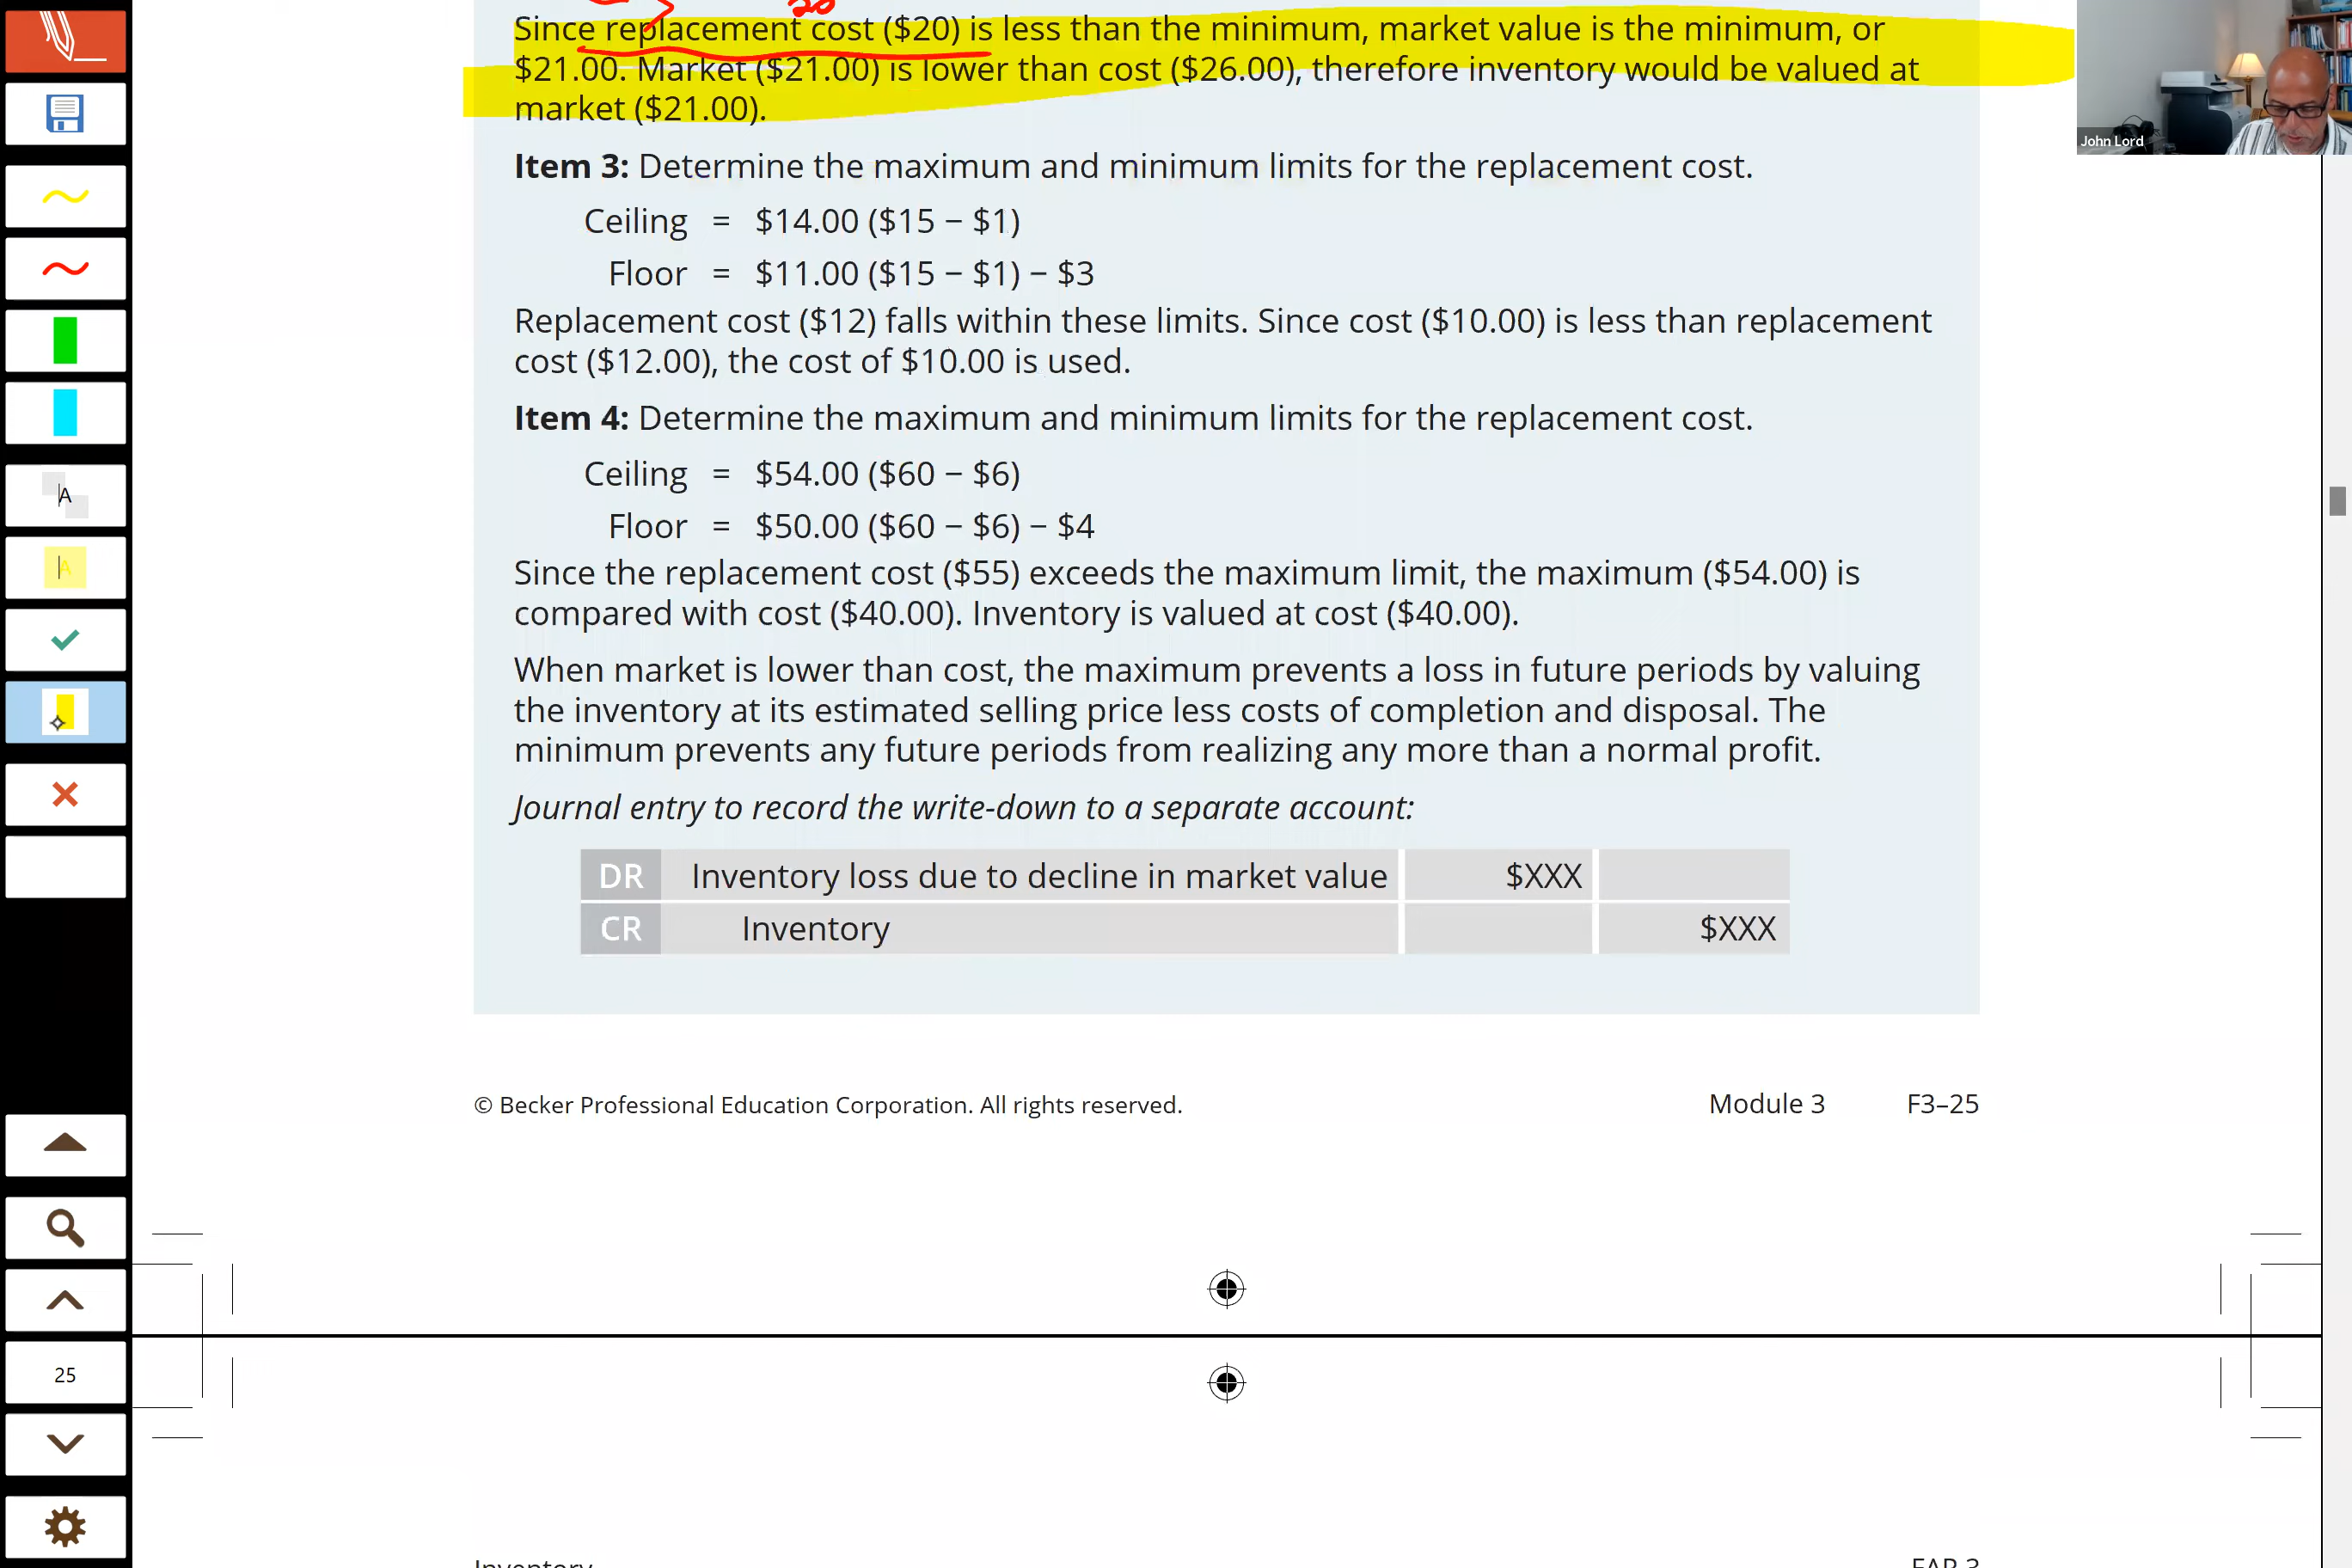 20
Since replacement cost ($20) is less than the minimum, market value is the minimum, or
$21.00. Market ($21.00) is lower than cost ($26.00), therefore inventory would be valued at
market ($21.00).
John Lord
Item 3: Determine the maximum and minimum limits for the replacement cost.
Ceiling = $14.00 ($15 − $1)
Floor = $11.00 ($15 − $1) − $3
Replacement cost ($12) falls within these limits. Since cost ($10.00) is less than replacement
cost ($12.00), the cost of $10.00 is used.
Item 4: Determine the maximum and minimum limits for the replacement cost.
Ceiling = $54.00 ($60 − $6)
Floor = $50.00 ($60 − $6) − $4
Since the replacement cost ($55) exceeds the maximum limit, the maximum ($54.00) is
compared with cost ($40.00). Inventory is valued at cost ($40.00).
When market is lower than cost, the maximum prevents a loss in future periods by valuing
the inventory at its estimated selling price less costs of completion and disposal. The
minimum prevents any future periods from realizing any more than a normal profit.
Journal entry to record the write-down to a separate account:
DR Inventory loss due to decline in market value $XXX
CR Inventory $XXX
© Becker Professional Education Corporation. All rights reserved. Module 3 F3–25
A
A
25
Inventory FAR 3